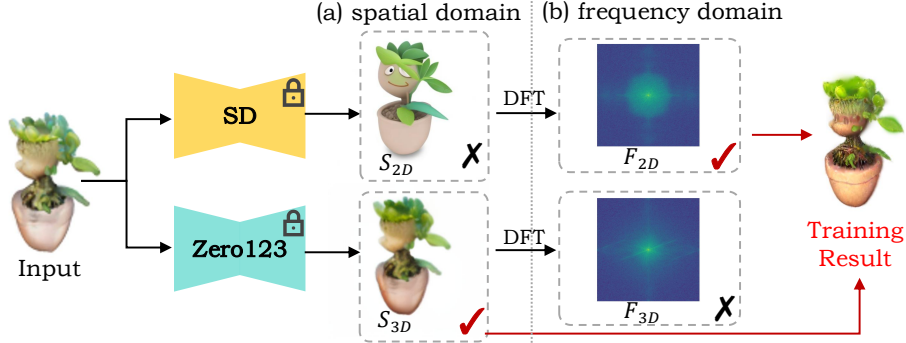 (a) spatial domain
(b) frequency domain
SD
DFT
S2D
F2D
Input
Zero123
DFT
S3D
F3D
Training
Result